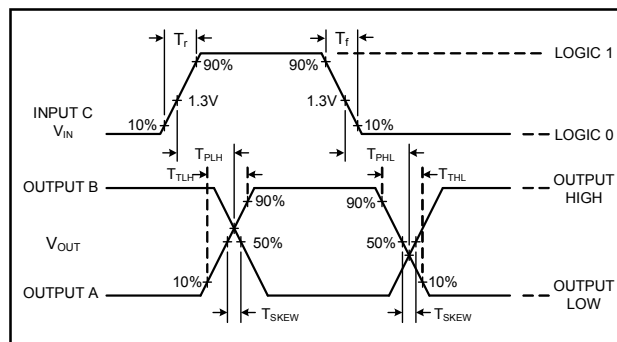 Tr
Tf
90%
90%
LOGIC 1
INPUT C
VIN
1.3V
1.3V
10%
10%
LOGIC 0
TPLH
TPHL
TTLH
TTHL
OUTPUT B
OUTPUT
HIGH
90%
90%
VOUT
50%
50%
10%
10%
OUTPUT A
OUTPUT
LOW
TSKEW
TSKEW